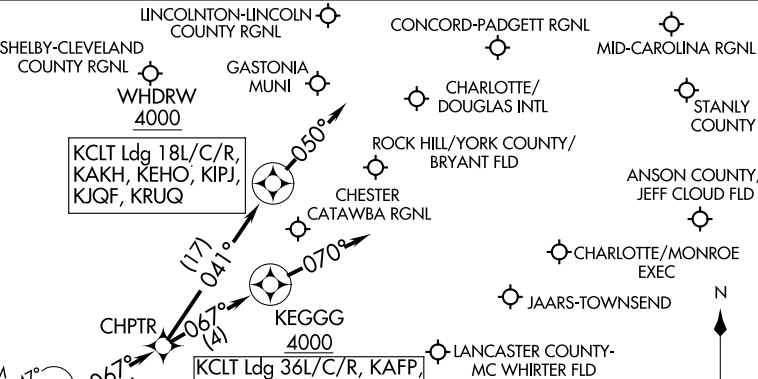 LINCOLNTON-LINCOLN
COUNTY RGNL
CONCORD-PADGETT RGNL
MID-CAROLINA RGNL
SHELBY-CLEVELAND
COUNTY RGNL
GASTONIA
MUNI
WHDRW
4000
CHARLOTTE/
DOUGLAS INTL
STANLY
COUNTY
KCLT Ldg 18L/C/R,
KAKH, KEHO, KIPJ,
KJQF, KRUQ
050°
ROCK HILL/YORK COUNTY/
BRYANT FLD
ANSON COUNTY/
JEFF CLOUD FLD
CHESTER
CATAWBA RGNL
(17)
041°
070°
CHARLOTTE/MONROE
EXEC
JAARS-TOWNSEND
N
CHPTR
067°
(4)
KEGGG
4000
KCLT Ldg 36L/C/R, KAFP,
LANCASTER COUNTY-
MC WHIRTER FLD
067°
47°